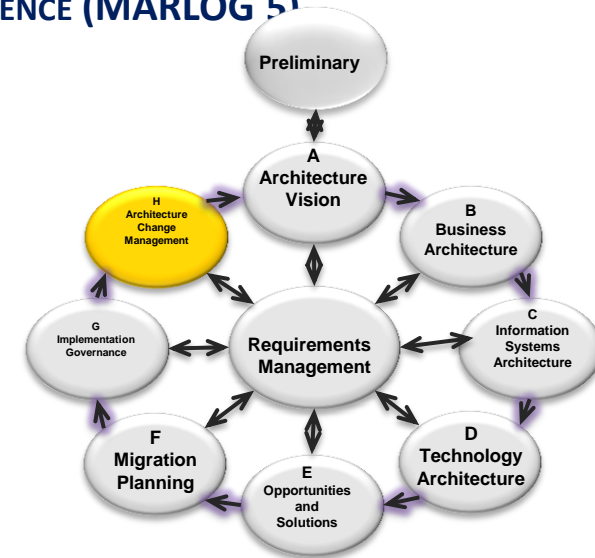 ENCE (MARLOG 5)
Preliminary
A
Architecture
Vision
H
Architecture
Change
Management
B
Business
Architecture
G
Implementation
Governance
Requirements
Management
C
Information
Systems
Architecture
F
Migration
Planning
E
Opportunities
and
Solutions
D
Technology
Architecture